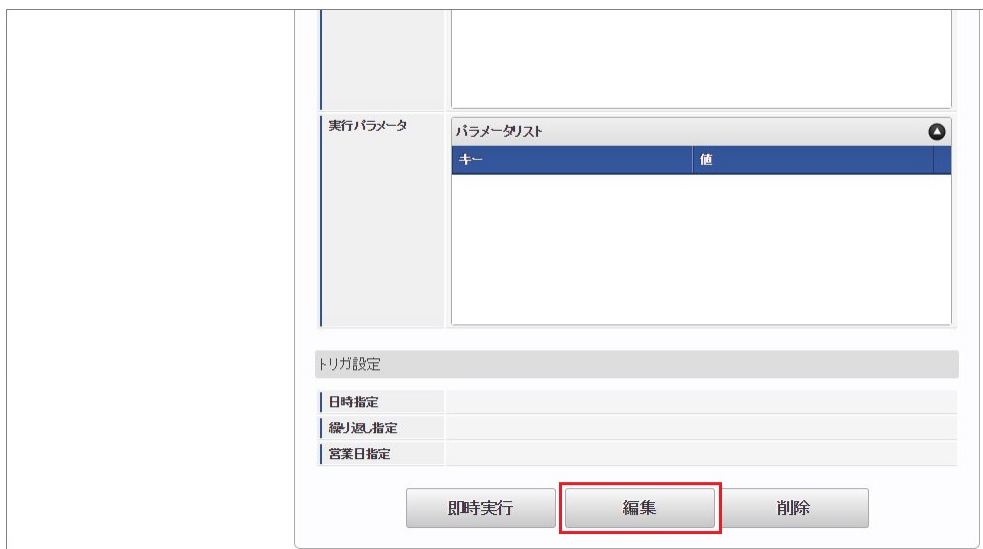 実行パラメータ
パラメータリスト
キー 値
トリガ設定
日時指定
繰り返し指定
営業日指定
即時実行 編集 削除